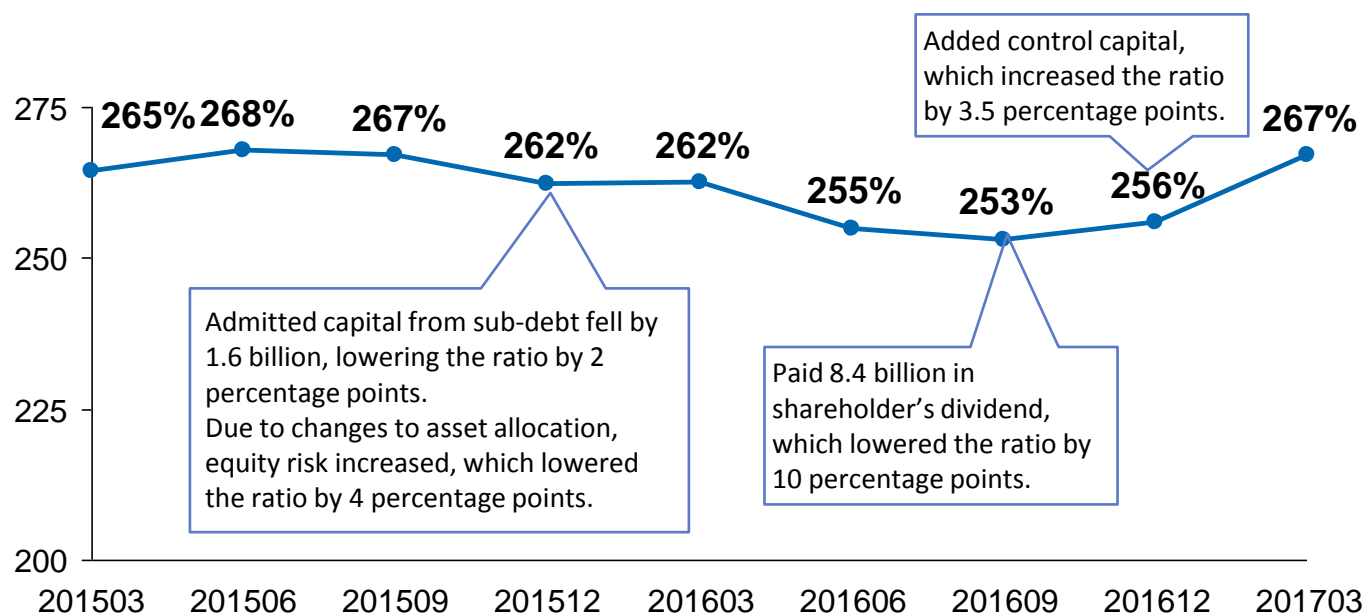 Added control capital,
which increased the ratio
by 3.5 percentage points.
275
265% 268% 267% 262% 262% 255% 253% 256% 267%
250
Admitted capital from sub-debt fell by
1.6 billion, lowering the ratio by 2
percentage points.
Due to changes to asset allocation,
equity risk increased, which lowered
the ratio by 4 percentage points.
Paid 8.4 billion in
shareholder’s dividend,
which lowered the ratio by
10 percentage points.
225
200
201503 201506 201509 201512 201603 201606 201609 201612 201703